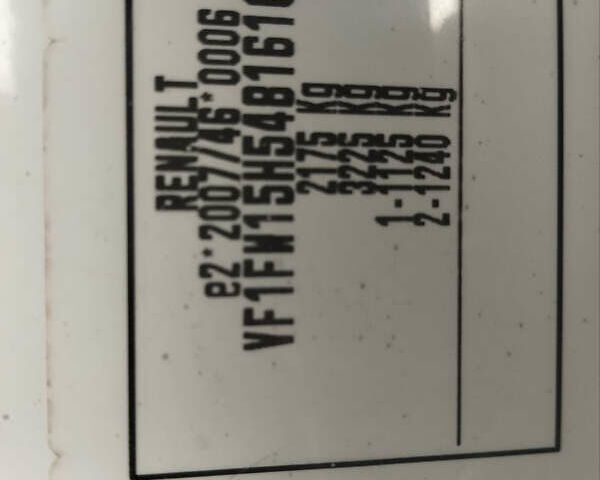 RENAULT
e2*2007/46*0006
VF1FW15H548161
2175 Kg
3225 Kg
1-1125 Kg
2-1240 Kg